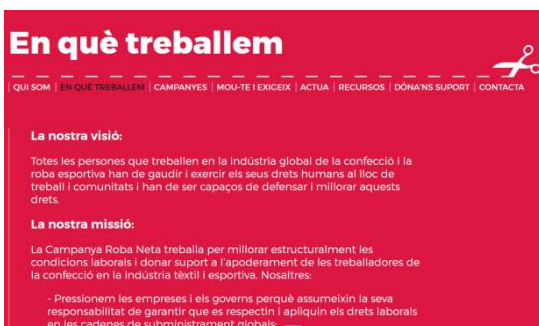 En què treballem
QUI SOM | EN QUÈ TREBALLEM | CAMPANYES | MOU-TE I EXIGEIX | ACTUA | RECURSOS | DÓNA'NS SUPORT | CONTACTA
La nostra visió:
Totes les persones que treballen en la indústria global de la confecció i la
roba esportiva han de gaudir i exercir els seus drets humans al lloc de
treball i comunitats i han de ser capaços de defensar i millorar aquests
drets.
La nostra missió:
La Campanya Roba Neta treballa per millorar estructuralment les
condicions laborals i donar suport a l'apoderament de les treballadores de
la confecció en la indústria tèxtil i esportiva. Nosaltres:
- Pressionem les empreses i els governs perquè assumeixin la seva
responsabilitat de garantir que es respectin i apliquin els drets laborals
en les cadenes de subministrament globals;